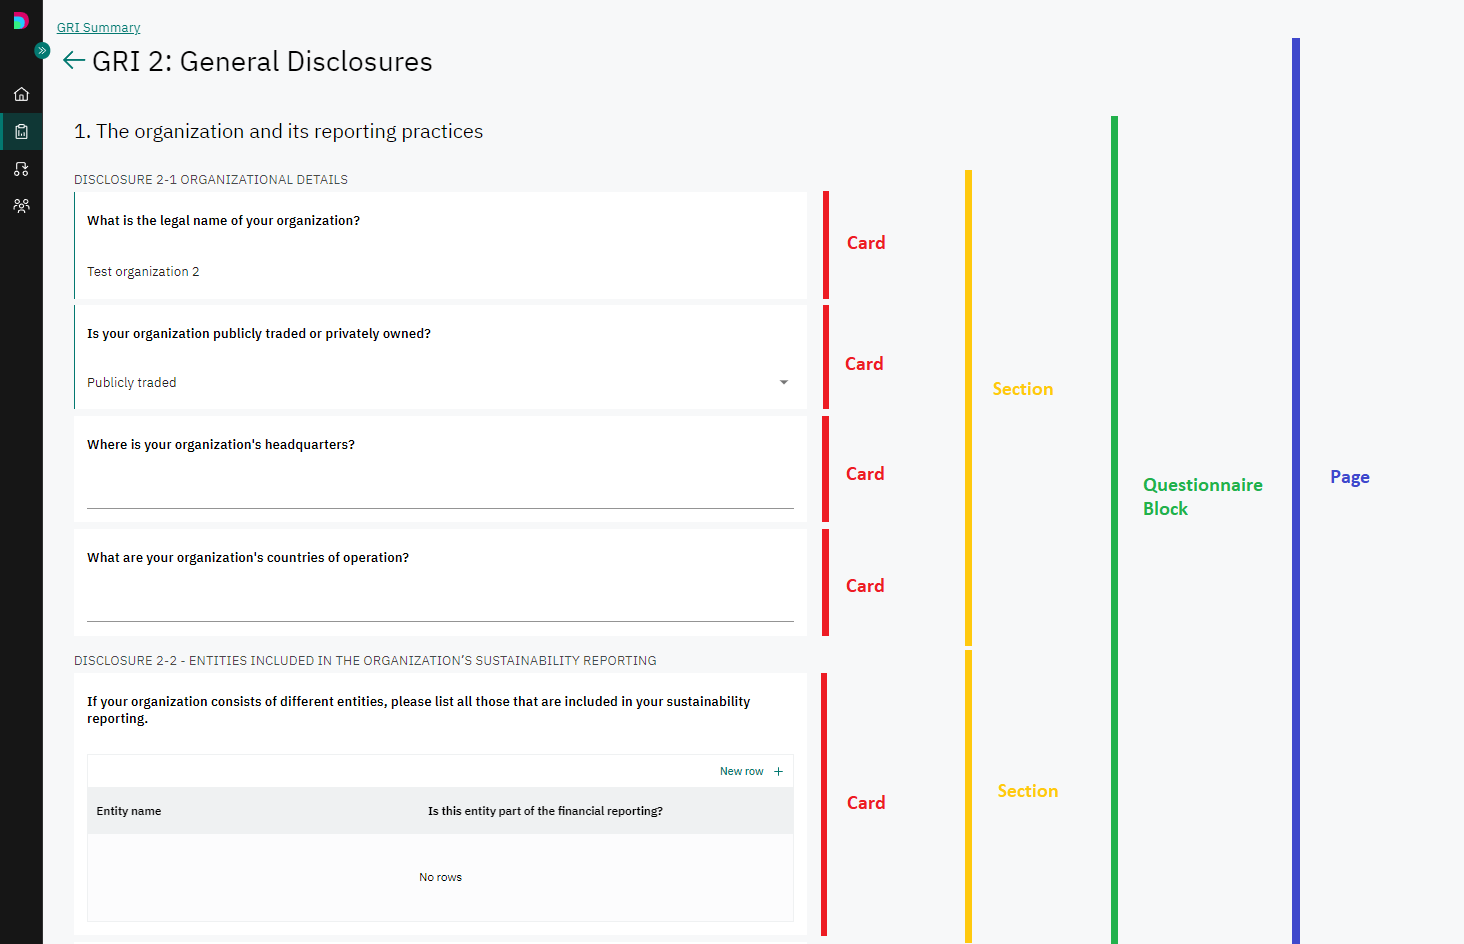 GRI Summary
GRI 2: General Disclosures
1. The organization and its reporting practices
DISCLOSURE 2-1 ORGANIZATIONAL DETAILS
What is the legal name of your organization?
Test organization 2
Card
Is your organization publicly traded or privately owned?
Publicly traded
Card
Section
Where is your organization's headquarters?
Card
Questionnaire
Block
Page
What are your organization's countries of operation?
Card
DISCLOSURE 2-2 - ENTITIES INCLUDED IN THE ORGANIZATION'S SUSTAINABILITY REPORTING
If your organization consists of different entities, please list all those that are included in your sustainability
reporting.
New row +
Entity name Is this entity part of the financial reporting?
No rows
Card
Section